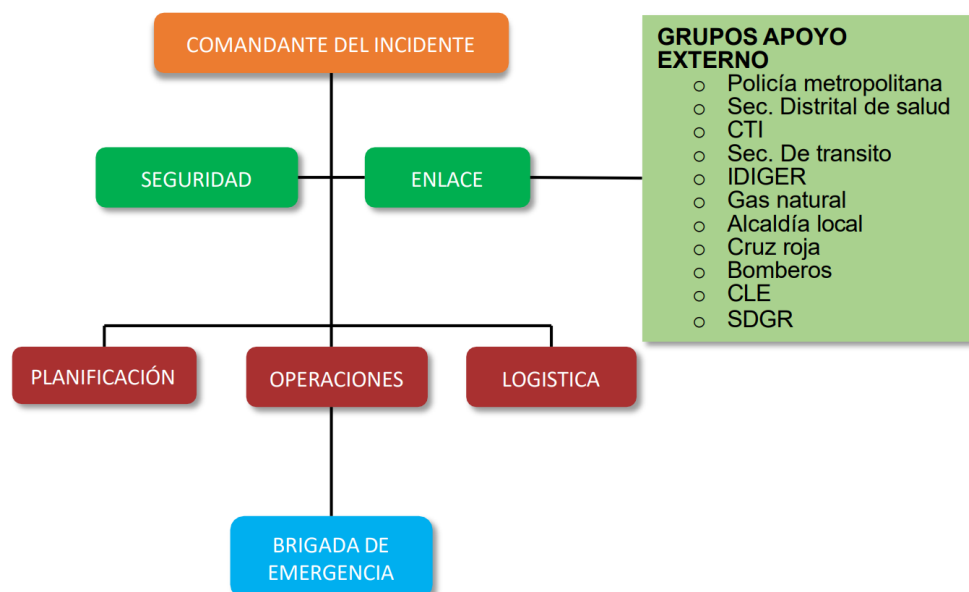 COMANDANTE DEL INCIDENTE
GRUPOS APOYO
EXTERNO
o Policía metropolitana
o Sec. Distrital de salud
o CTI
o Sec. De transito
o IDIGER
o Gas natural
o Alcaldía local
o Cruz roja
o Bomberos
o CLE
o SDGR
SEGURIDAD
ENLACE
PLANIFICACIÓN
OPERACIONES
LOGISTICA
BRIGADA DE
EMERGENCIA